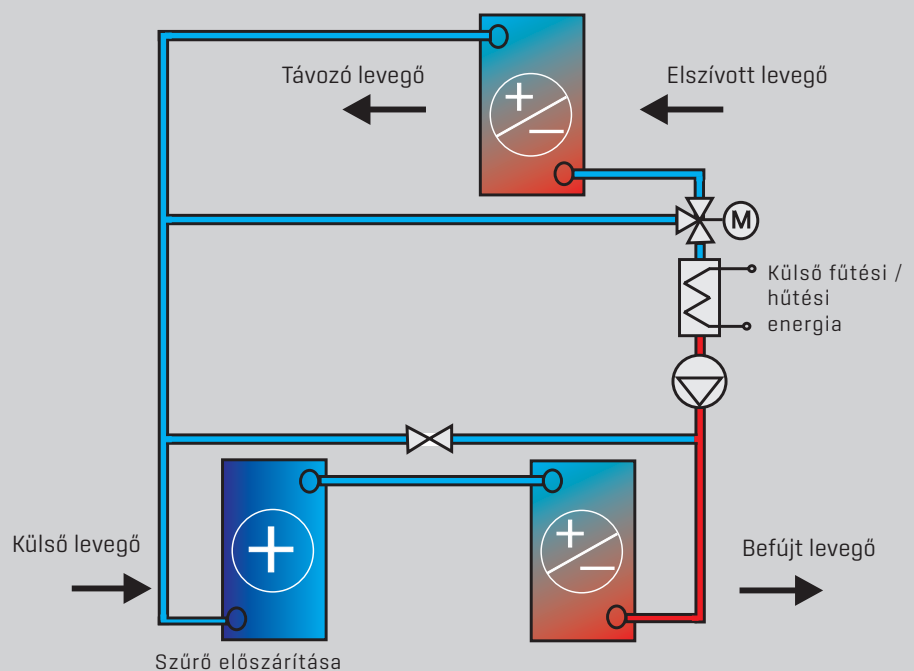 Távozó levegő
Elszívott levegő
M
Külső fűtési /
hűtési
energia
Külső levegő
Befújt levegő
Szűrő előszárítása